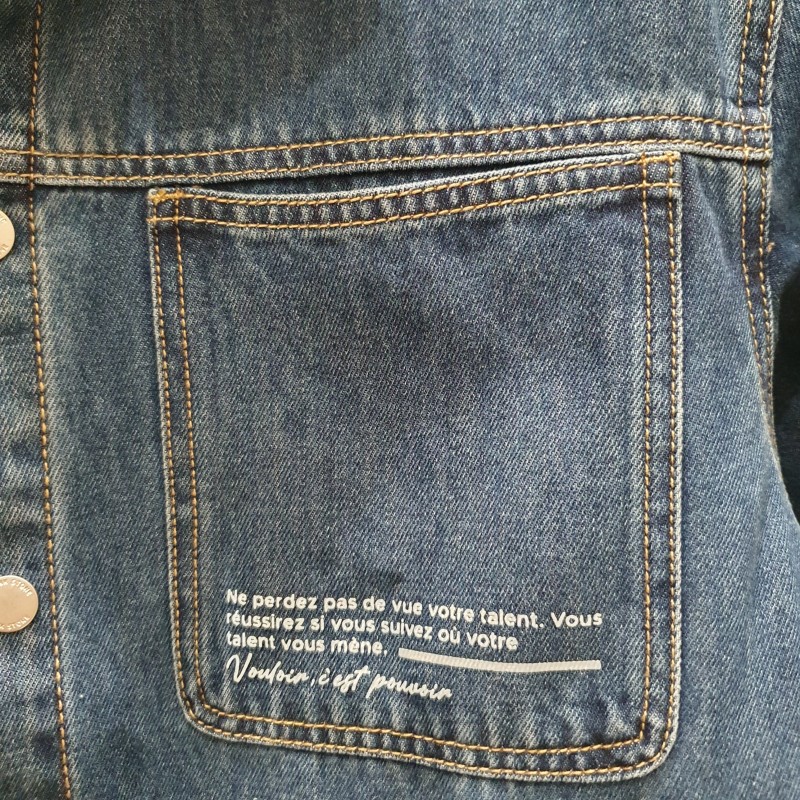 Ne perdez pas de vue votre talent. Vous
réussirez si vous suivez où votre
talent vous mène.
Vouloir, c'est pouvoir